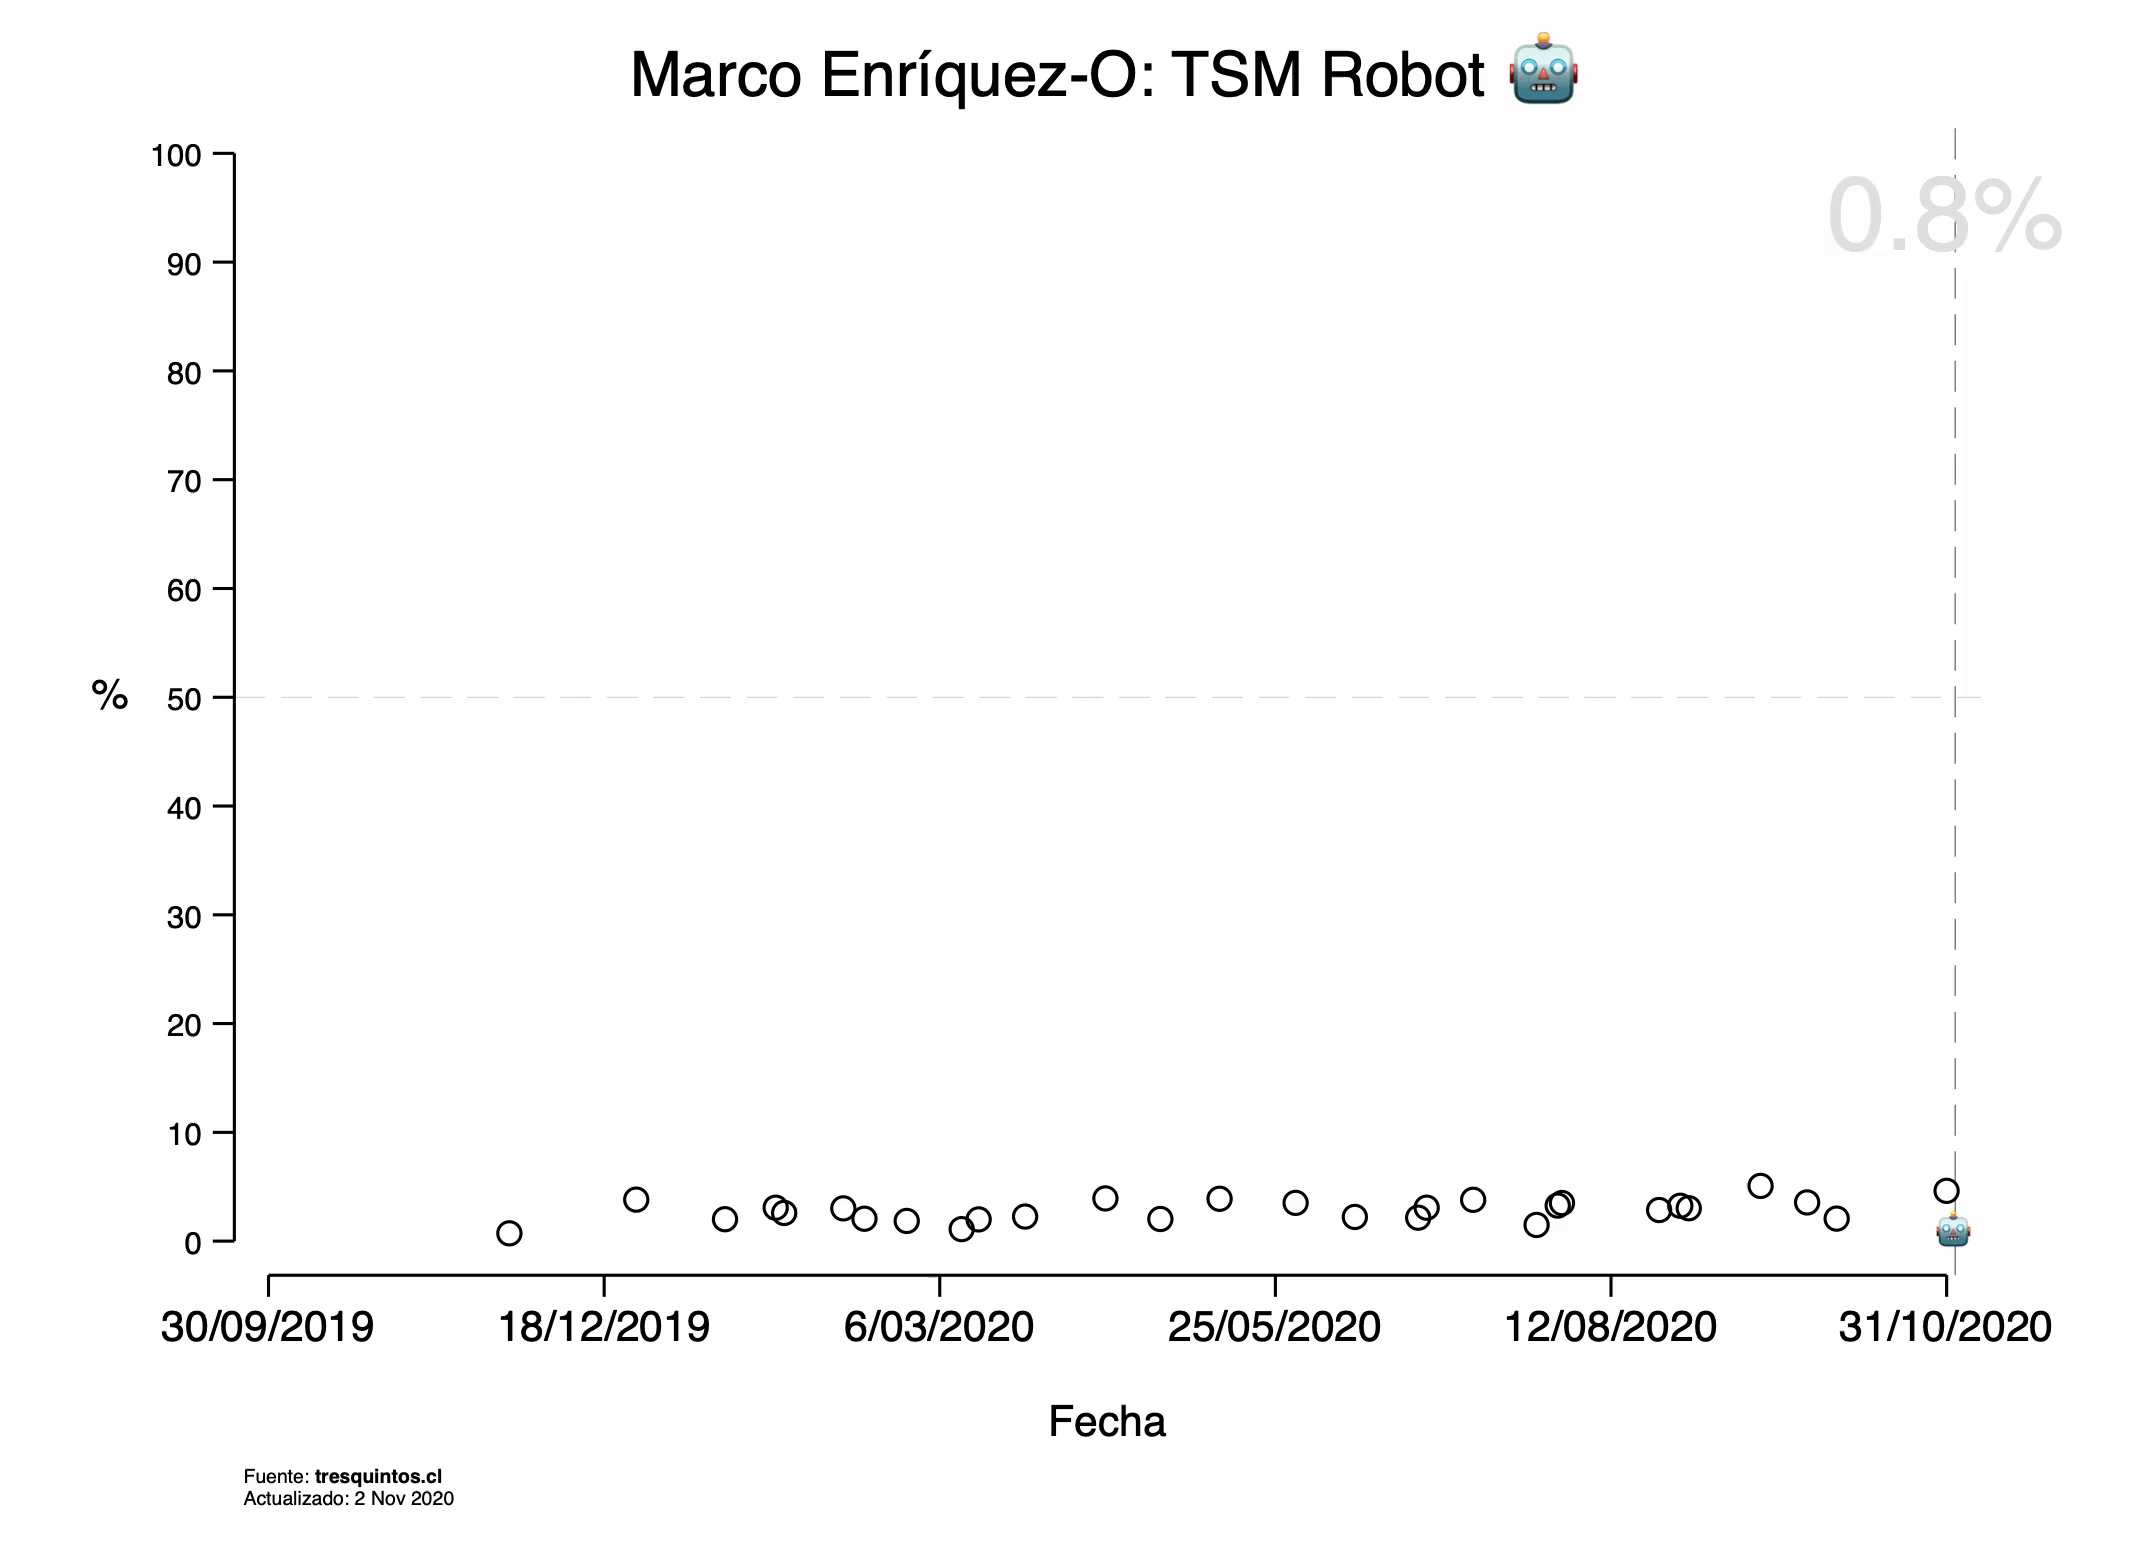 Marco Enríquez-O: TSM Robot 🤖
0.8%
100
90
80
70
60
50
40
30
20
10
0
%
30/09/2019 18/12/2019 6/03/2020 25/05/2020 12/08/2020 31/10/2020
Fecha
Fuente: tresquintos.cl
Actualizado: 2 Nov 2020